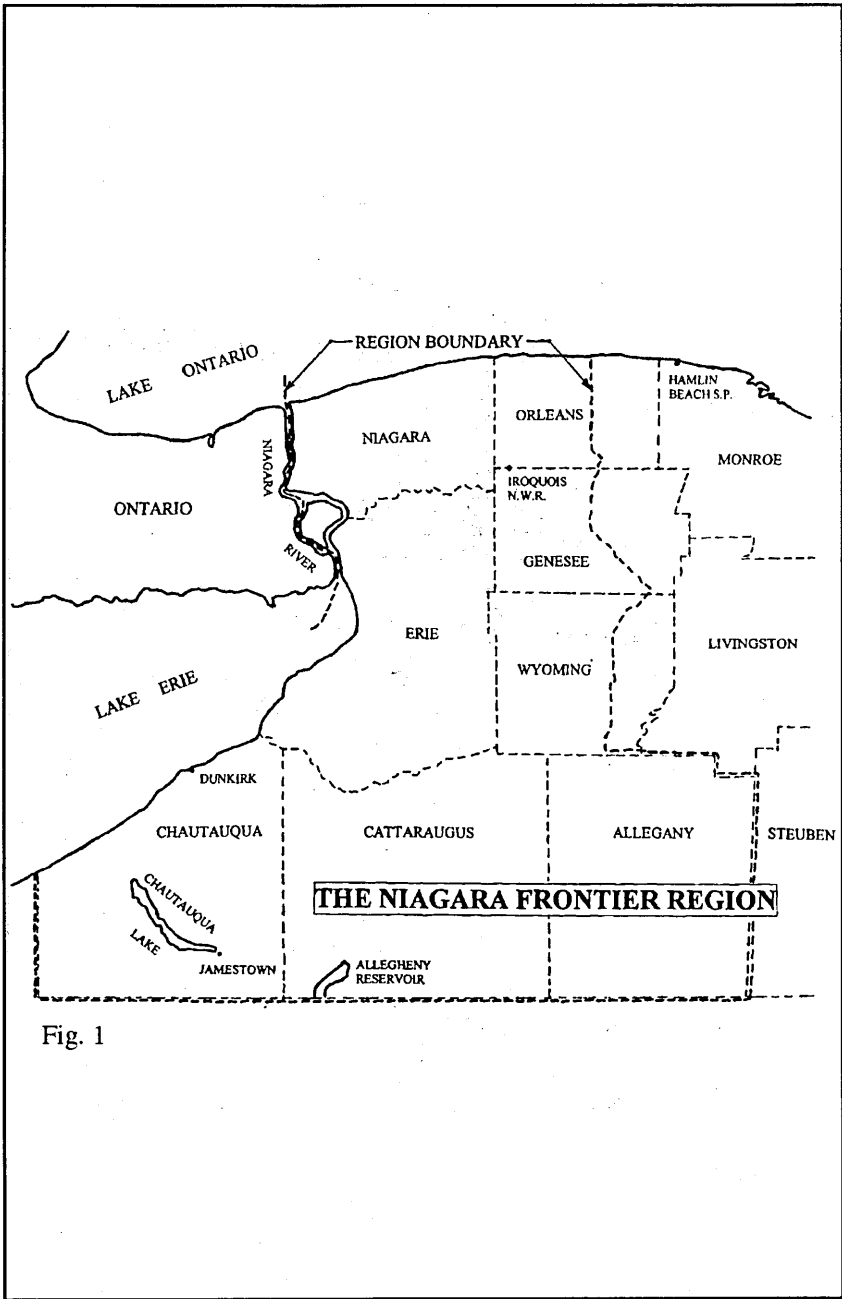 REGION BOUNDARY
LAKE ONTARIO
HAMLIN
BEACH S.P.
ORLEANS
NIAGARA
NIAGARA
MONROE
IROQUOIS
N.W.R.
ONTARIO
RIVER
GENESEE
ERIE
LIVINGSTON
WYOMING
LAKE ERIE
DUNKIRK
CHAUTAUQUA
CATTARAUGUS
ALLEGANY
STEUBEN
CHAUTAUQUA
LAKE
THE NIAGARA FRONTIER REGION
JAMESTOWN
ALLEGHENY
RESERVOIR
Fig. 1